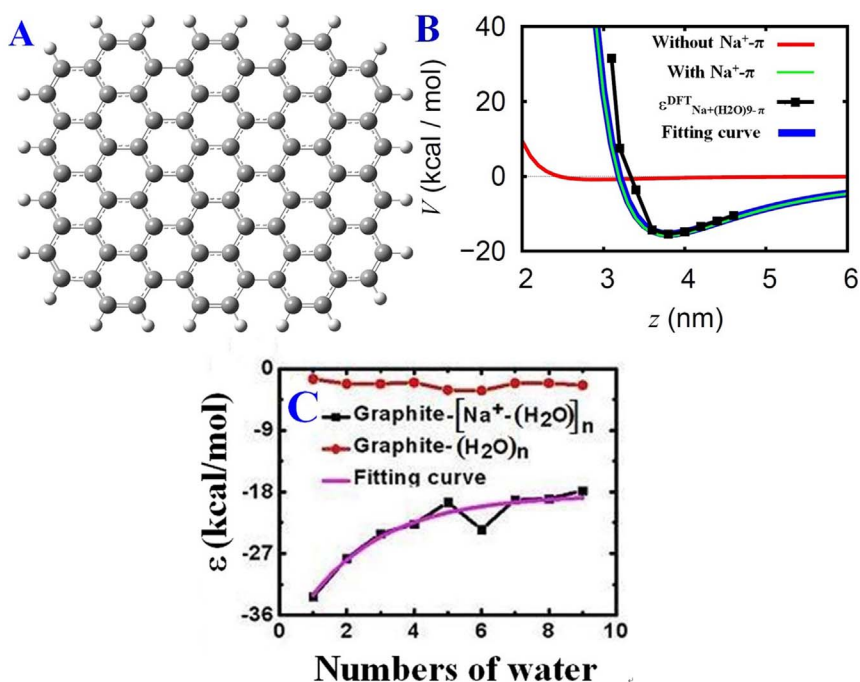 A
B
40
20
0
−20
V (kcal / mol)
Without Na⁺-π
With Na⁺-π
ε^DFT_Na+(H2O)9-π
Fitting curve
2 3 4 5 6
z (nm)
C
0
-9
-18
-27
-36
ε (kcal/mol)
Graphite-[Na⁺-(H2O)]n
Graphite-(H2O)n
Fitting curve
0 2 4 6 8 10
Numbers of water